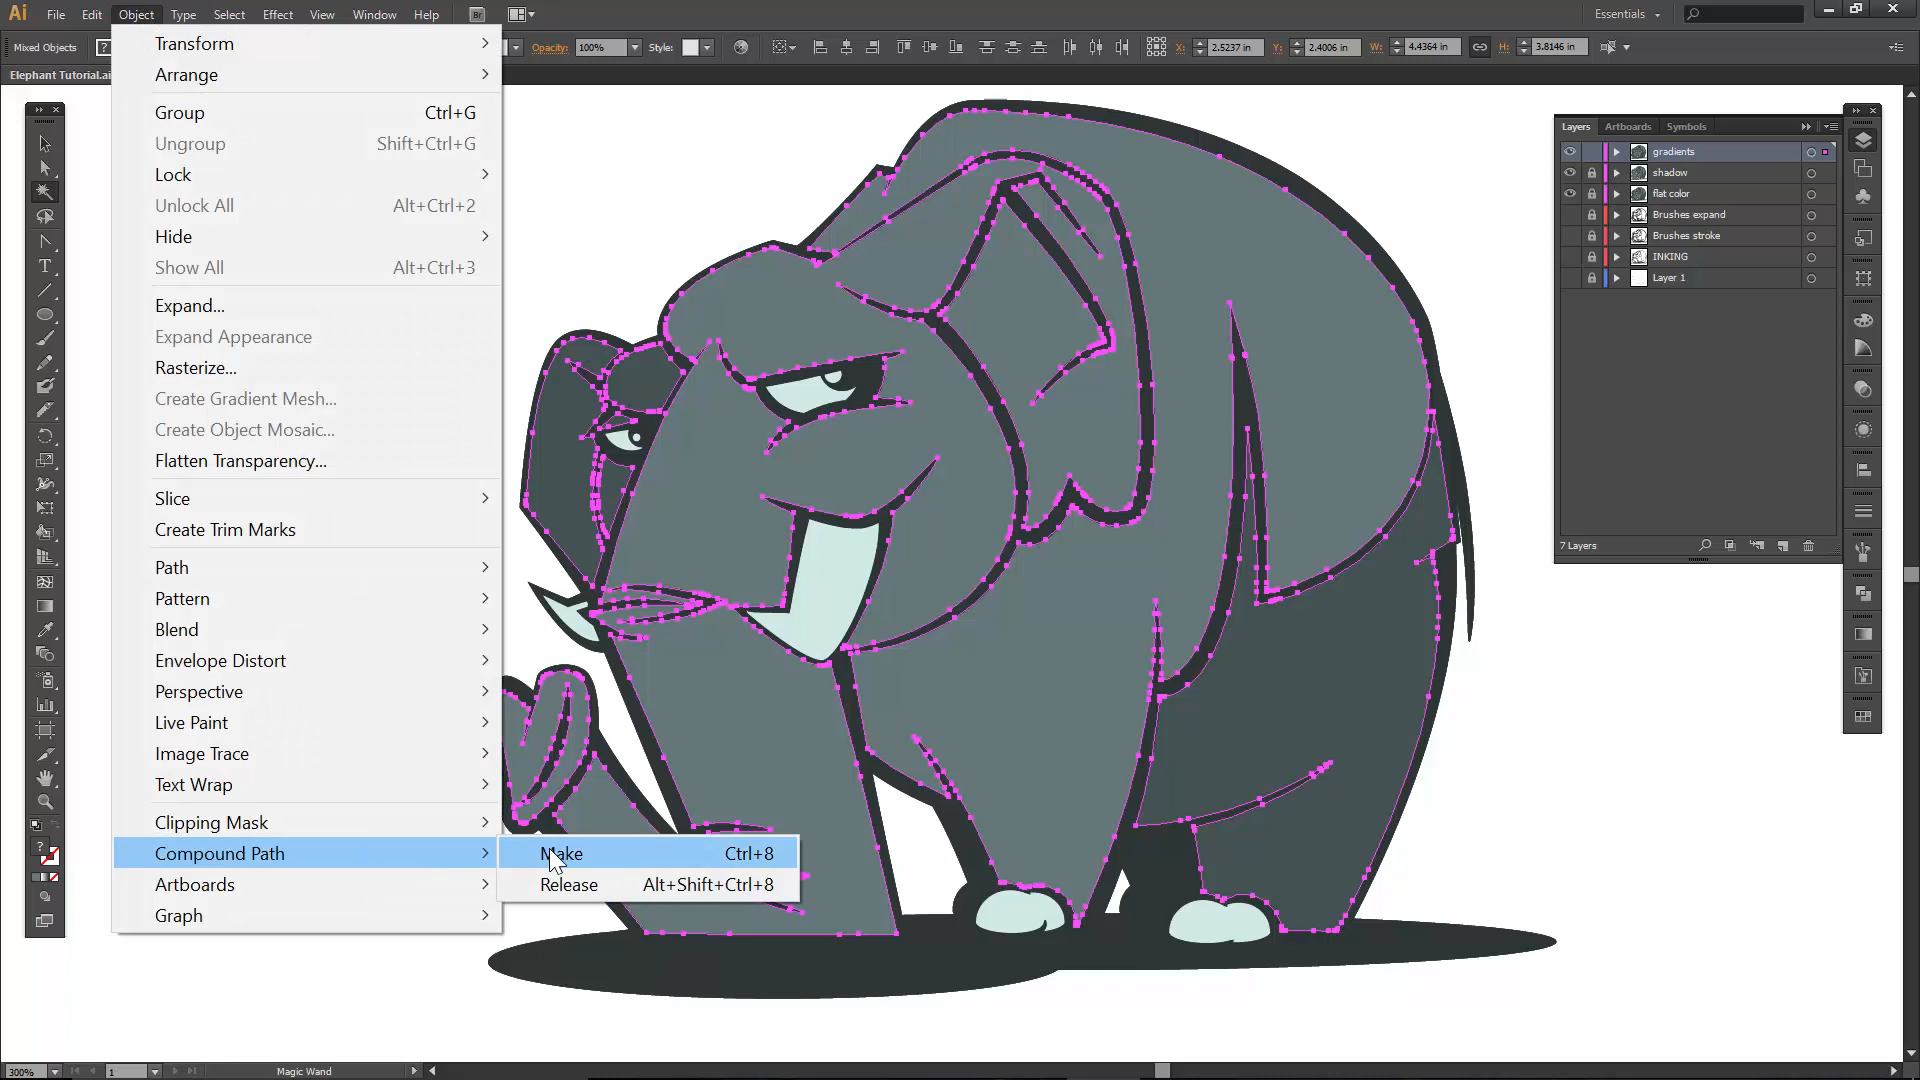 Ai File Edit Object Type Select Effect View Window Help Br Essentials
Mixed Objects ? Opacity: 100% Style: X: 2.5237 in Y: 2.4006 in W: 4.4364 in H: 3.8146 in
Elephant Tutorial.ai
Transform
Arrange
Group Ctrl+G
Ungroup Shift+Ctrl+G
Lock
Unlock All Alt+Ctrl+2
Hide
Show All Alt+Ctrl+3
Expand...
Expand Appearance
Rasterize...
Create Gradient Mesh...
Create Object Mosaic...
Flatten Transparency...
Slice
Create Trim Marks
Path
Pattern
Blend
Envelope Distort
Perspective
Live Paint
Image Trace
Text Wrap
Clipping Mask
Compound Path
Artboards
Graph
Make Ctrl+8
Release Alt+Shift+Ctrl+8
Layers Artboards Symbols
gradients
shadow
flat color
Brushes expand
Brushes stroke
INKING
Layer 1
7 Layers
300% 1 Magic Wand